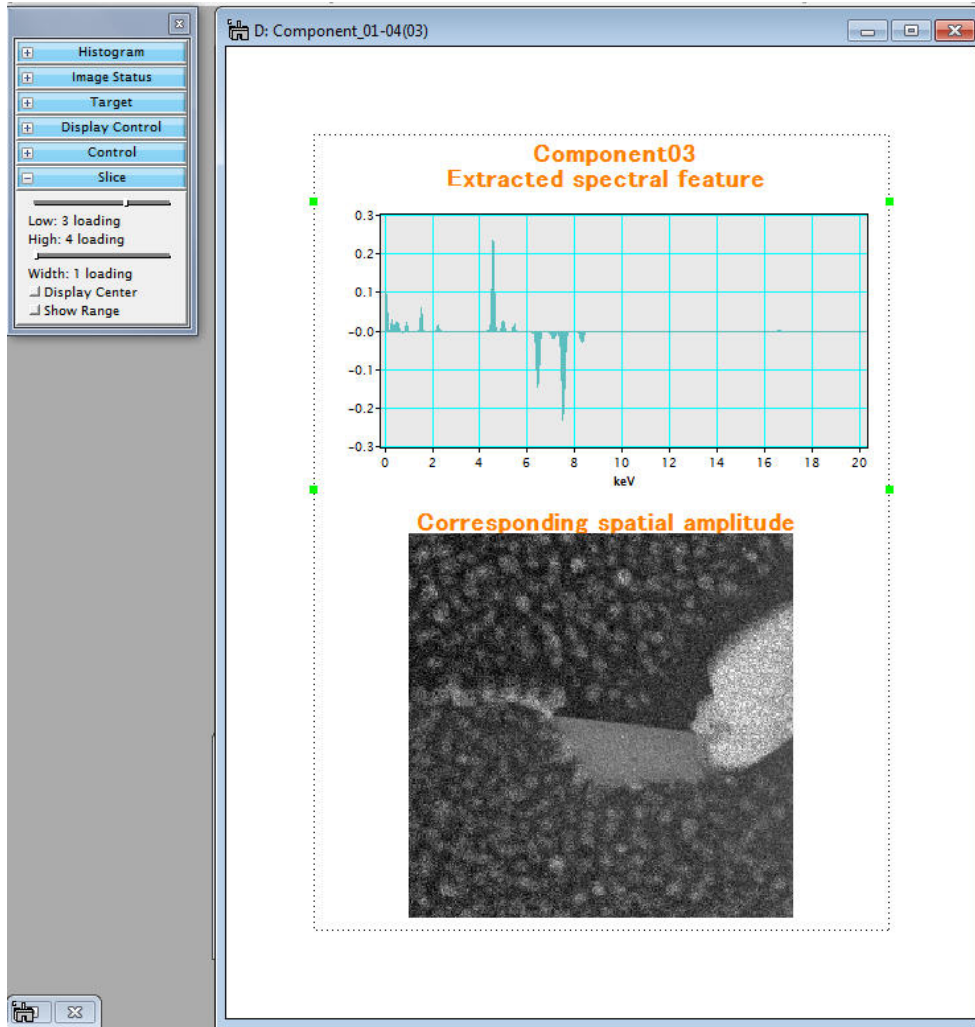 Histogram
Image Status
Target
Display Control
Control
Slice
Low: 3 loading
High: 4 loading
Width: 1 loading
Display Center
Show Range
D: Component_01-04(03)
Component03
Extracted spectral feature
0.3
0.2
0.1
-0.0
-0.1
-0.2
-0.3
0 2 4 6 8 10 12 14 16 18 20
keV
Corresponding spatial amplitude